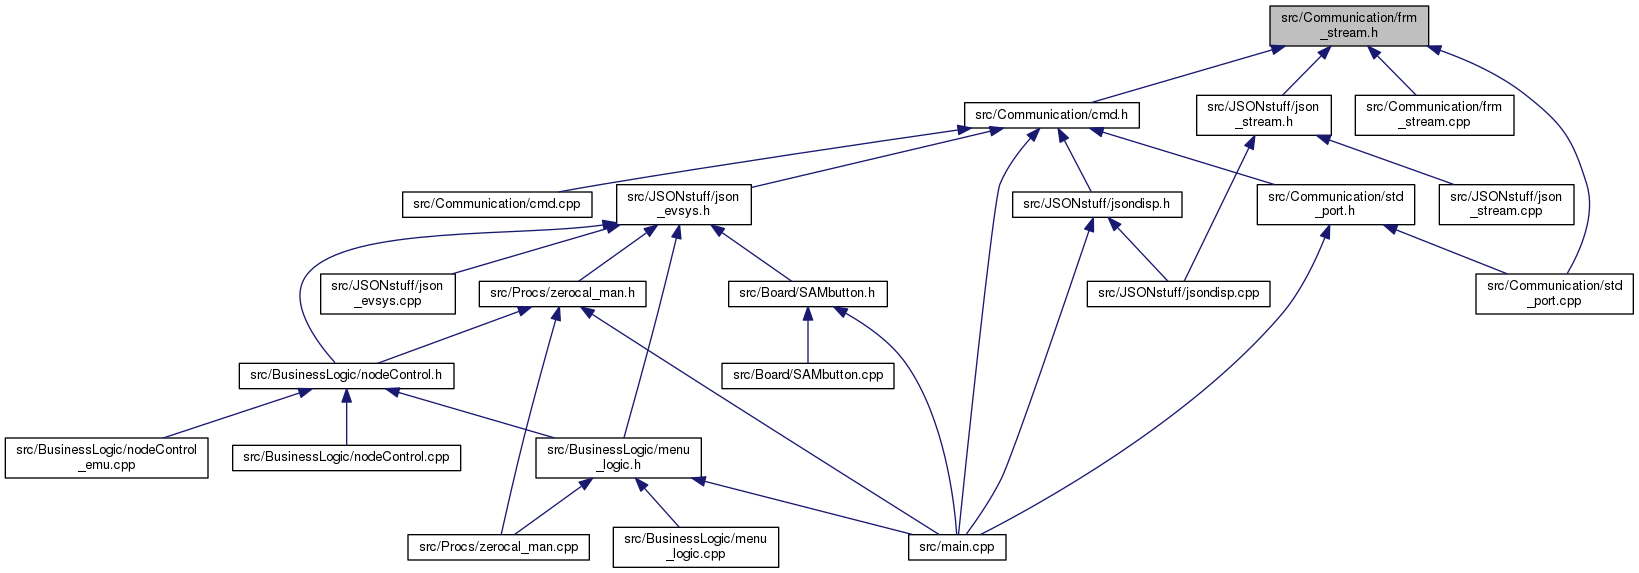 src/Communication/frm
_stream.h
src/Communication/cmd.h
src/JSONstuff/json
_stream.h
src/Communication/frm
_stream.cpp
src/Communication/cmd.cpp
src/JSONstuff/json
_evsys.h
src/JSONstuff/jsondisp.h
src/Communication/std
_port.h
src/JSONstuff/json
_stream.cpp
src/JSONstuff/json
_evsys.cpp
src/Procs/zerocal_man.h
src/Board/SAMbutton.h
src/JSONstuff/jsondisp.cpp
src/Communication/std
_port.cpp
src/BusinessLogic/nodeControl.h
src/Board/SAMbutton.cpp
src/BusinessLogic/nodeControl
_emu.cpp
src/BusinessLogic/nodeControl.cpp
src/BusinessLogic/menu
_logic.h
src/Procs/zerocal_man.cpp
src/BusinessLogic/menu
_logic.cpp
src/main.cpp